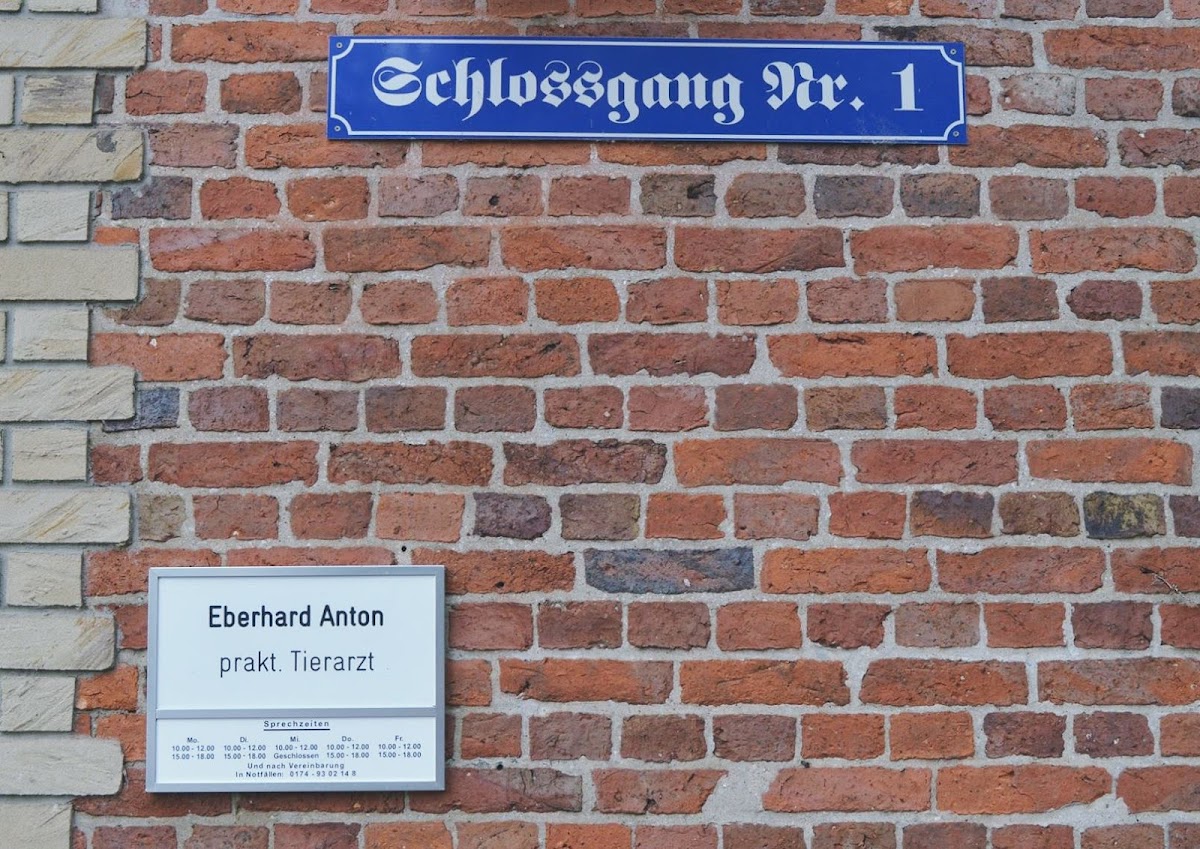 Schlossgang Nr. 1
Eberhard Anton
prakt. Tierarzt
Sprechzeiten
Mo. Di. Mi. Do. Fr.
10.00 - 12.00 10.00 - 12.00 10.00 - 12.00 10.00 - 12.00 10.00 - 12.00
15.00 - 18.00 15.00 - 18.00 Geschlossen 15.00 - 18.00 15.00 - 18.00
Und nach Vereinbarung
In Notfällen: 0174 - 93 02 14 8